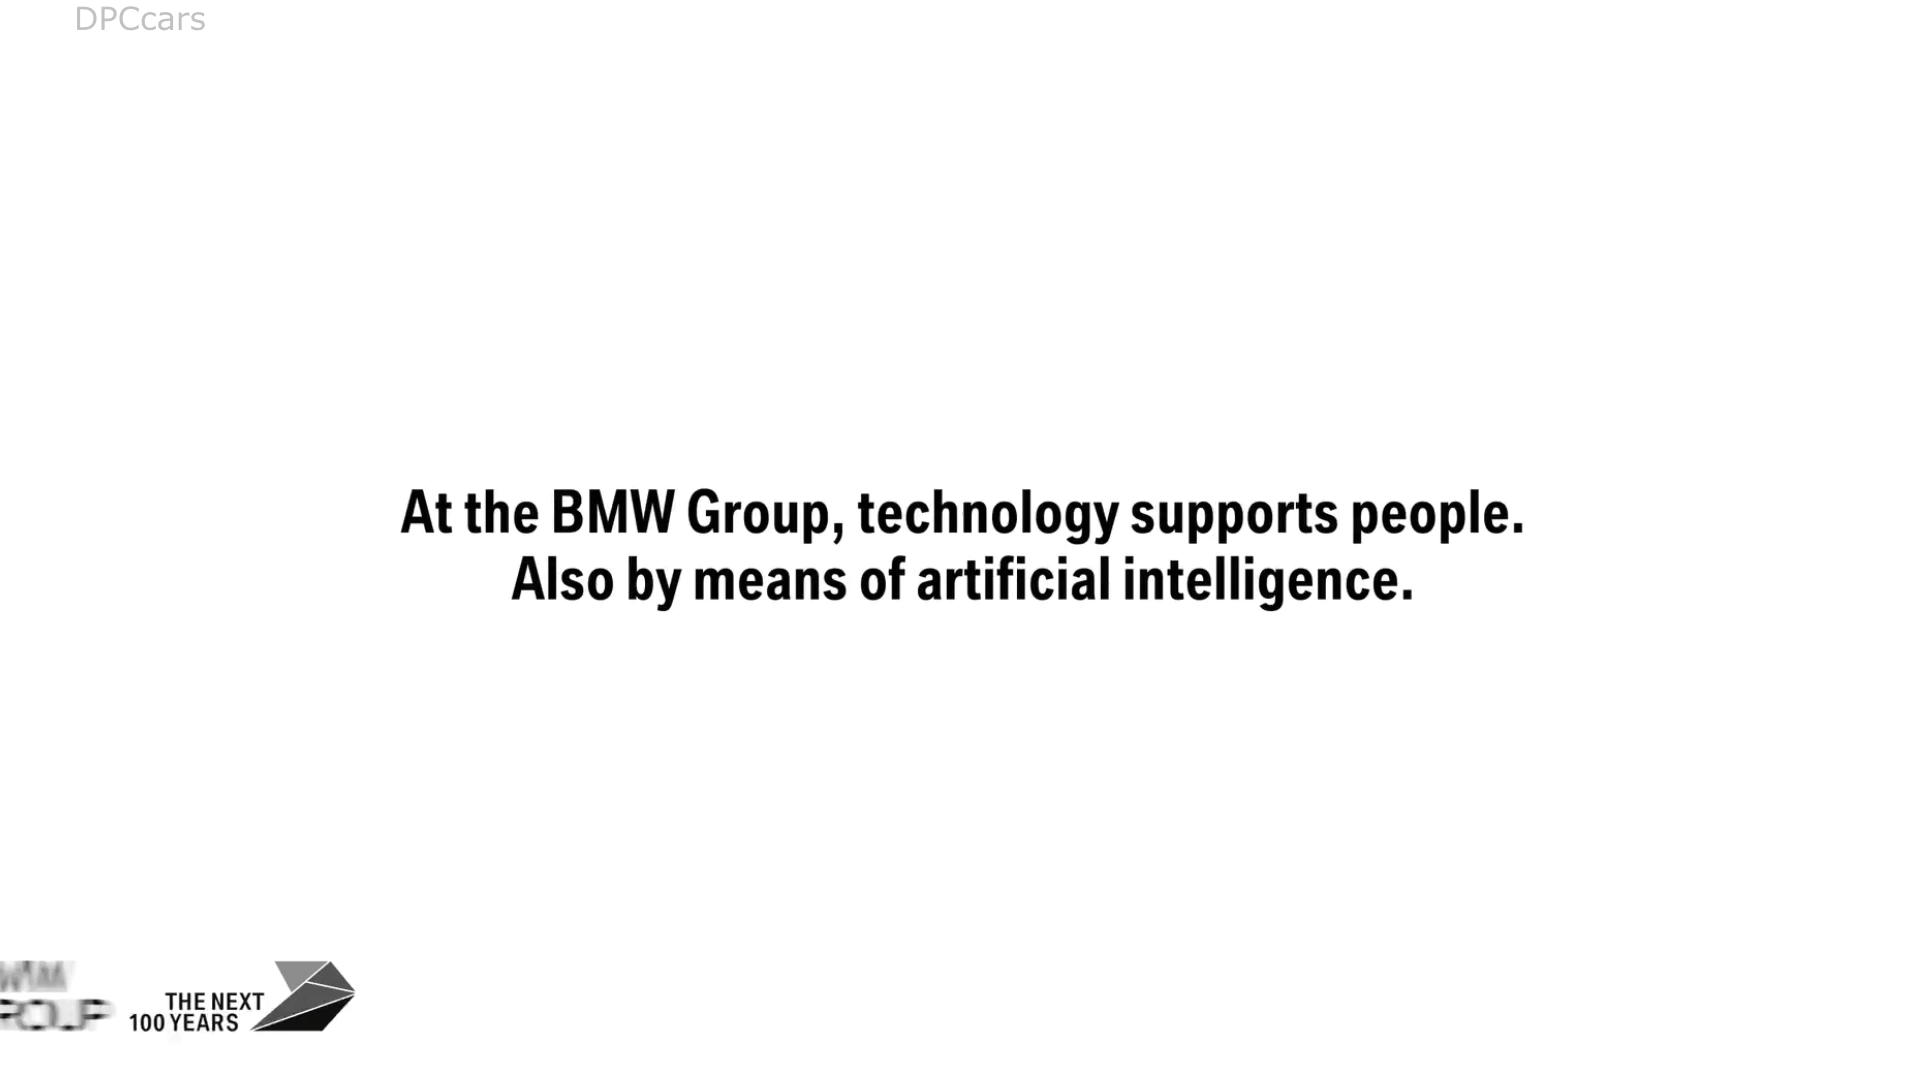 DPCcars
At the BMW Group, technology supports people.
Also by means of artificial intelligence.
THE NEXT
100 YEARS